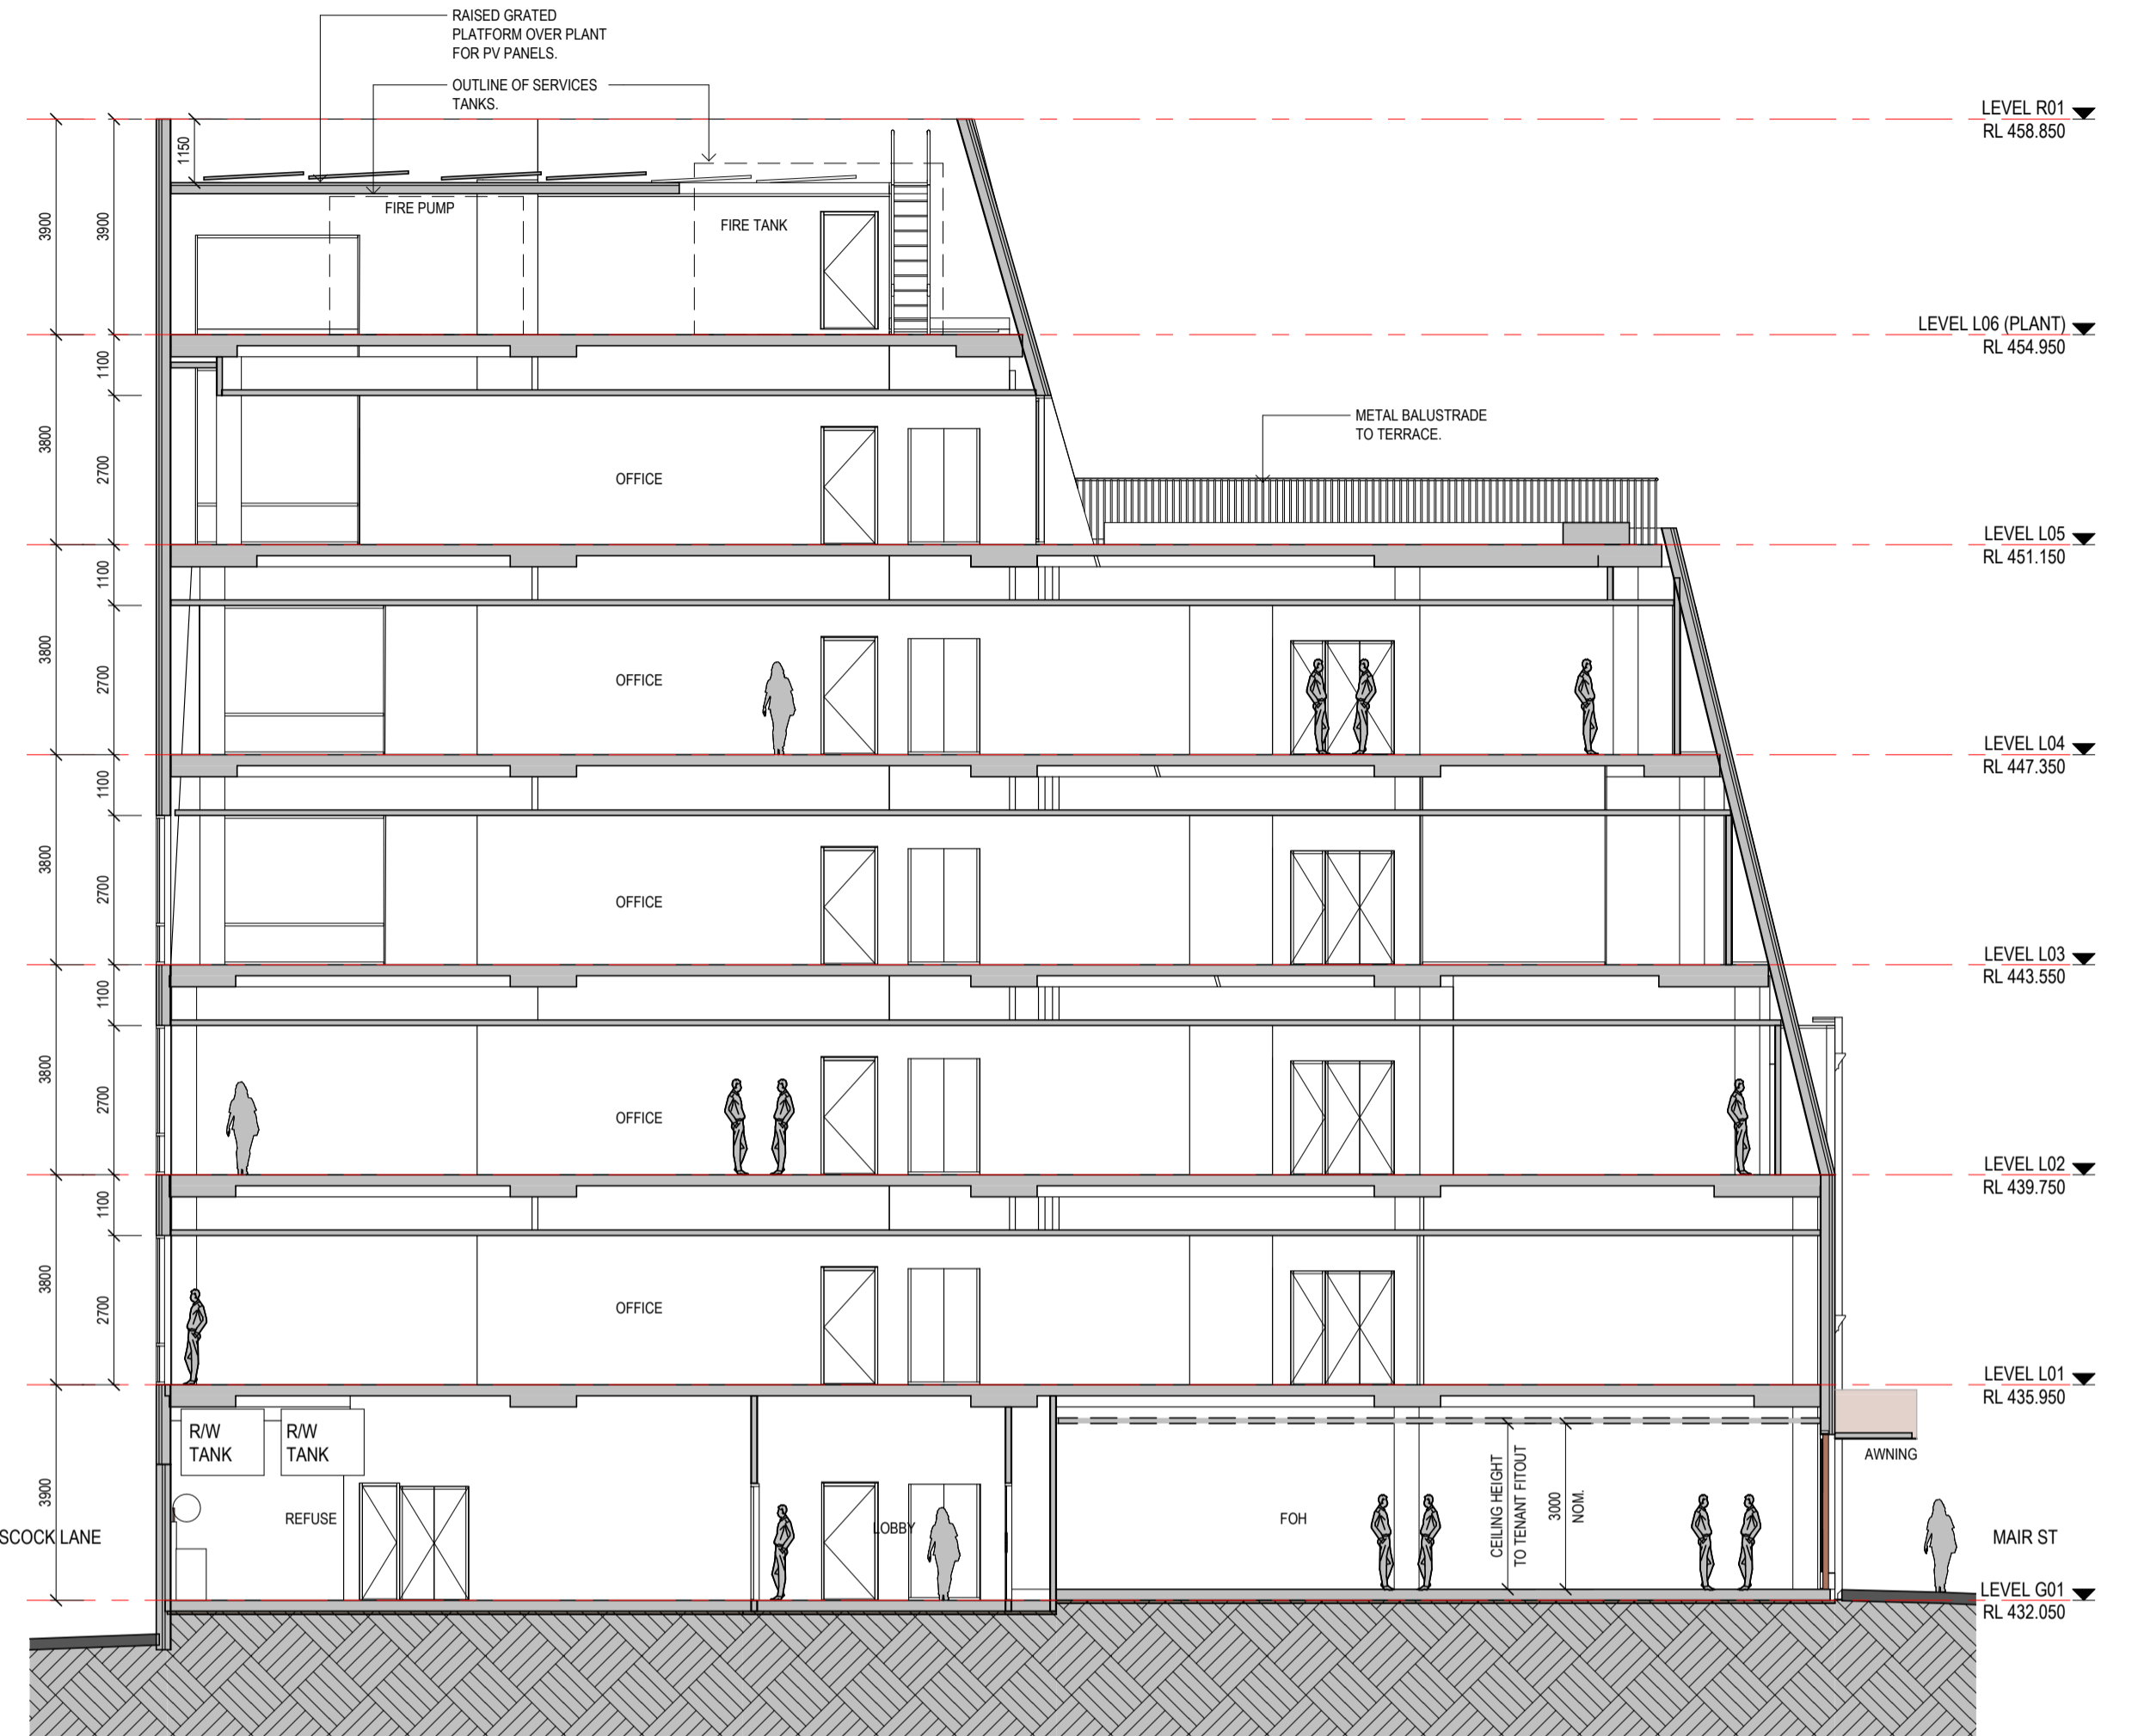 RAISED GRATED
PLATFORM OVER PLANT
FOR PV PANELS.
OUTLINE OF SERVICES
TANKS.
LEVEL R01
RL 458.850
1150
3900
3900
FIRE PUMP
FIRE TANK
LEVEL L06 (PLANT)
RL 454.950
1100
METAL BALUSTRADE
TO TERRACE.
3800
2700
OFFICE
LEVEL L05
RL 451.150
1100
3800
2700
OFFICE
LEVEL L04
RL 447.350
1100
3800
2700
OFFICE
LEVEL L03
RL 443.550
1100
3800
2700
OFFICE
LEVEL L02
RL 439.750
1100
3800
2700
OFFICE
LEVEL L01
RL 435.950
R/W
TANK
R/W
TANK
AWNING
3900
REFUSE
LOBBY
FOH
CEILING HEIGHT
TO TENANT FITOUT
3000
NOM.
SCOCK LANE
MAIR ST
LEVEL G01
RL 432.050